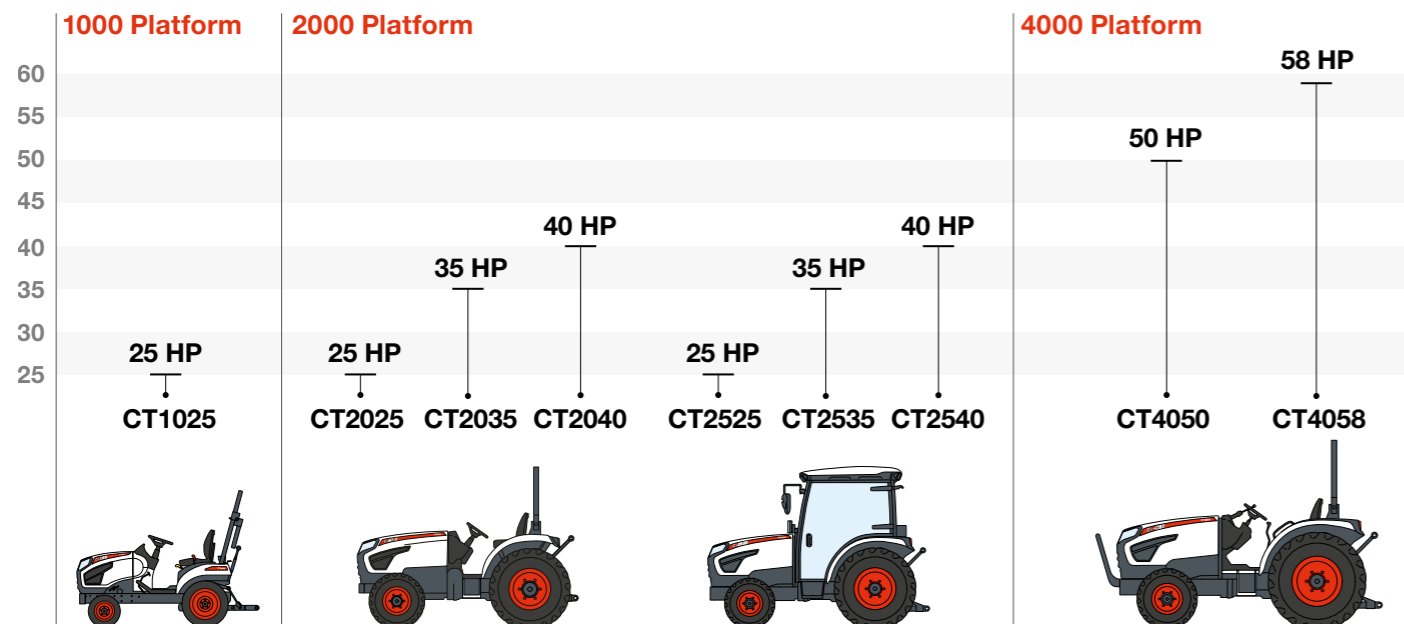 1000 Platform
2000 Platform
4000 Platform
60
55
50
45
40
35
30
25
25 HP
25 HP
35 HP
40 HP
25 HP
35 HP
40 HP
50 HP
58 HP
CT1025
CT2025
CT2035
CT2040
CT2525
CT2535
CT2540
CT4050
CT4058